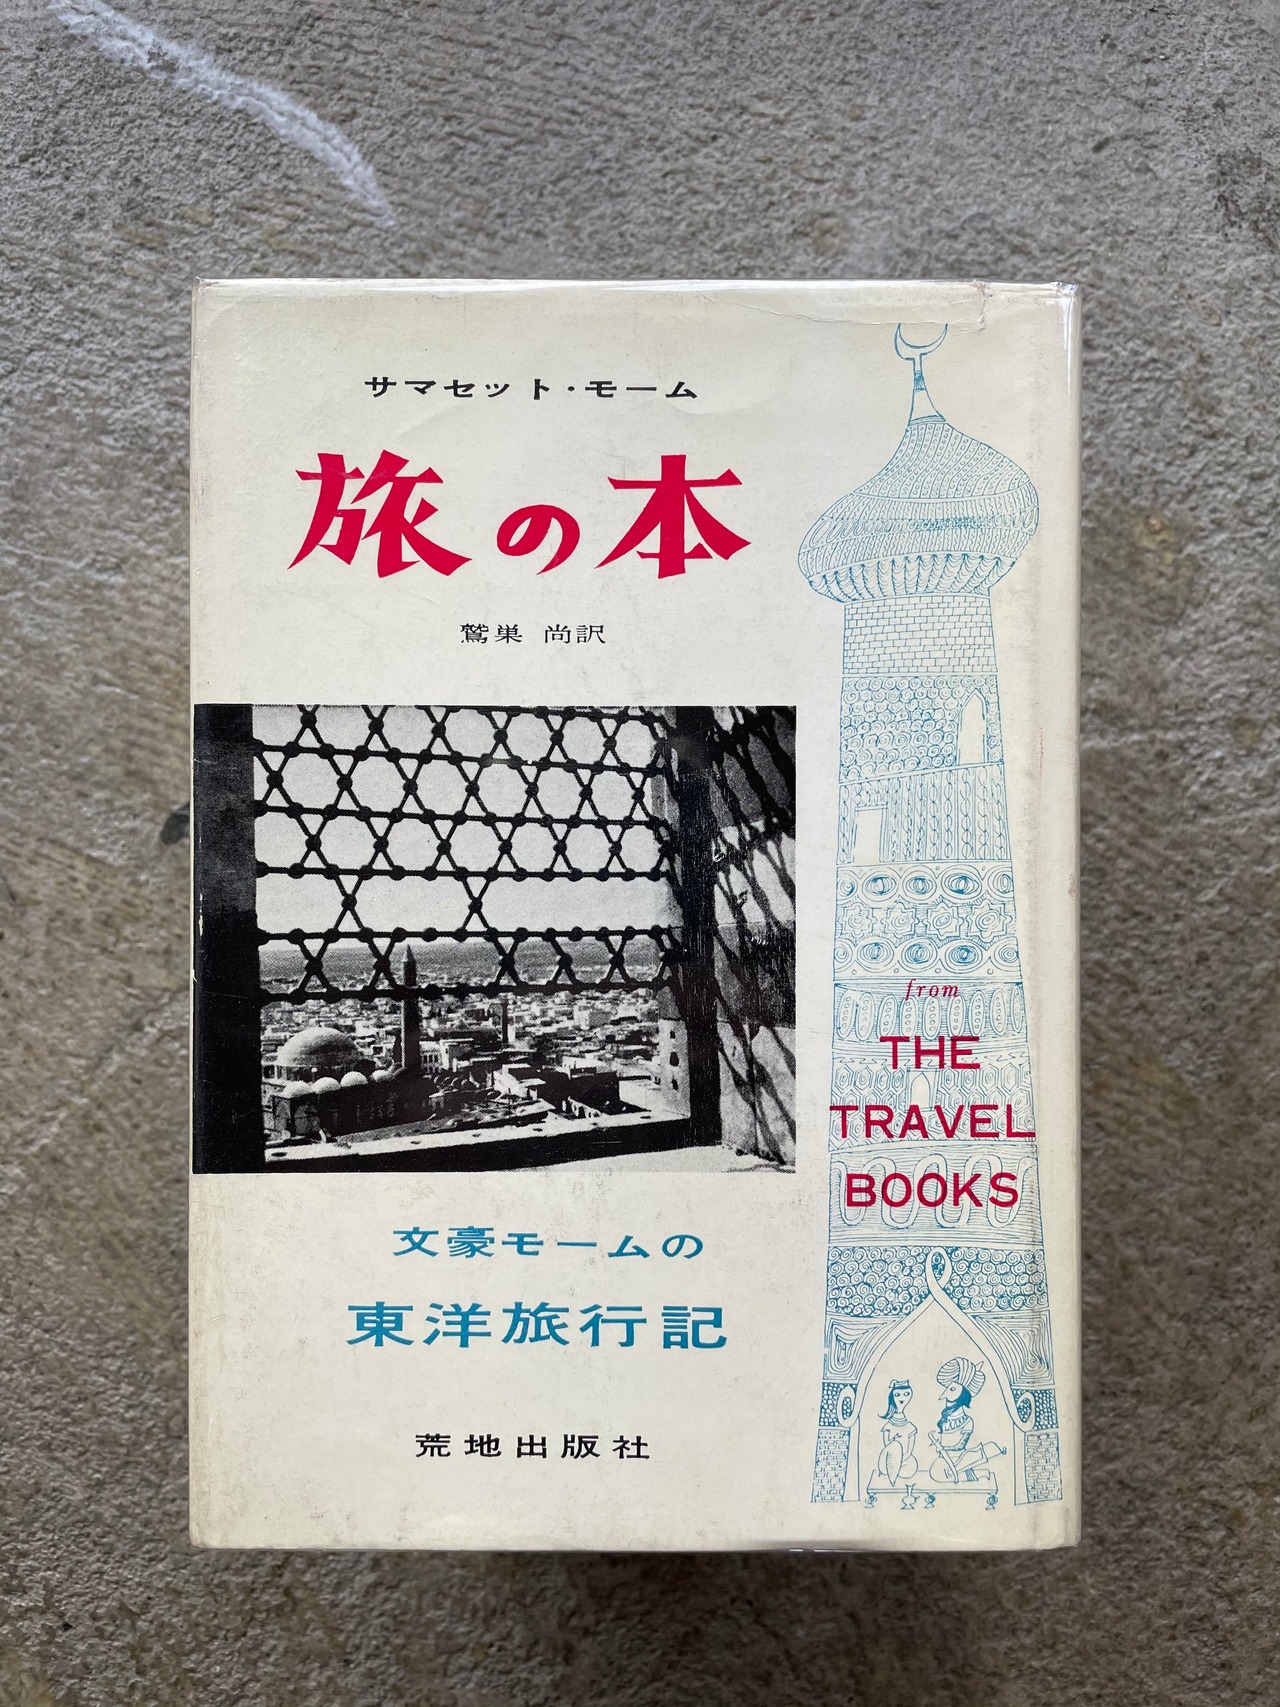 サマセット・モーム
旅の本
鷲巣 尚訳
from
THE
TRAVEL
BOOKS
文豪モームの
東洋旅行記
荒地出版社